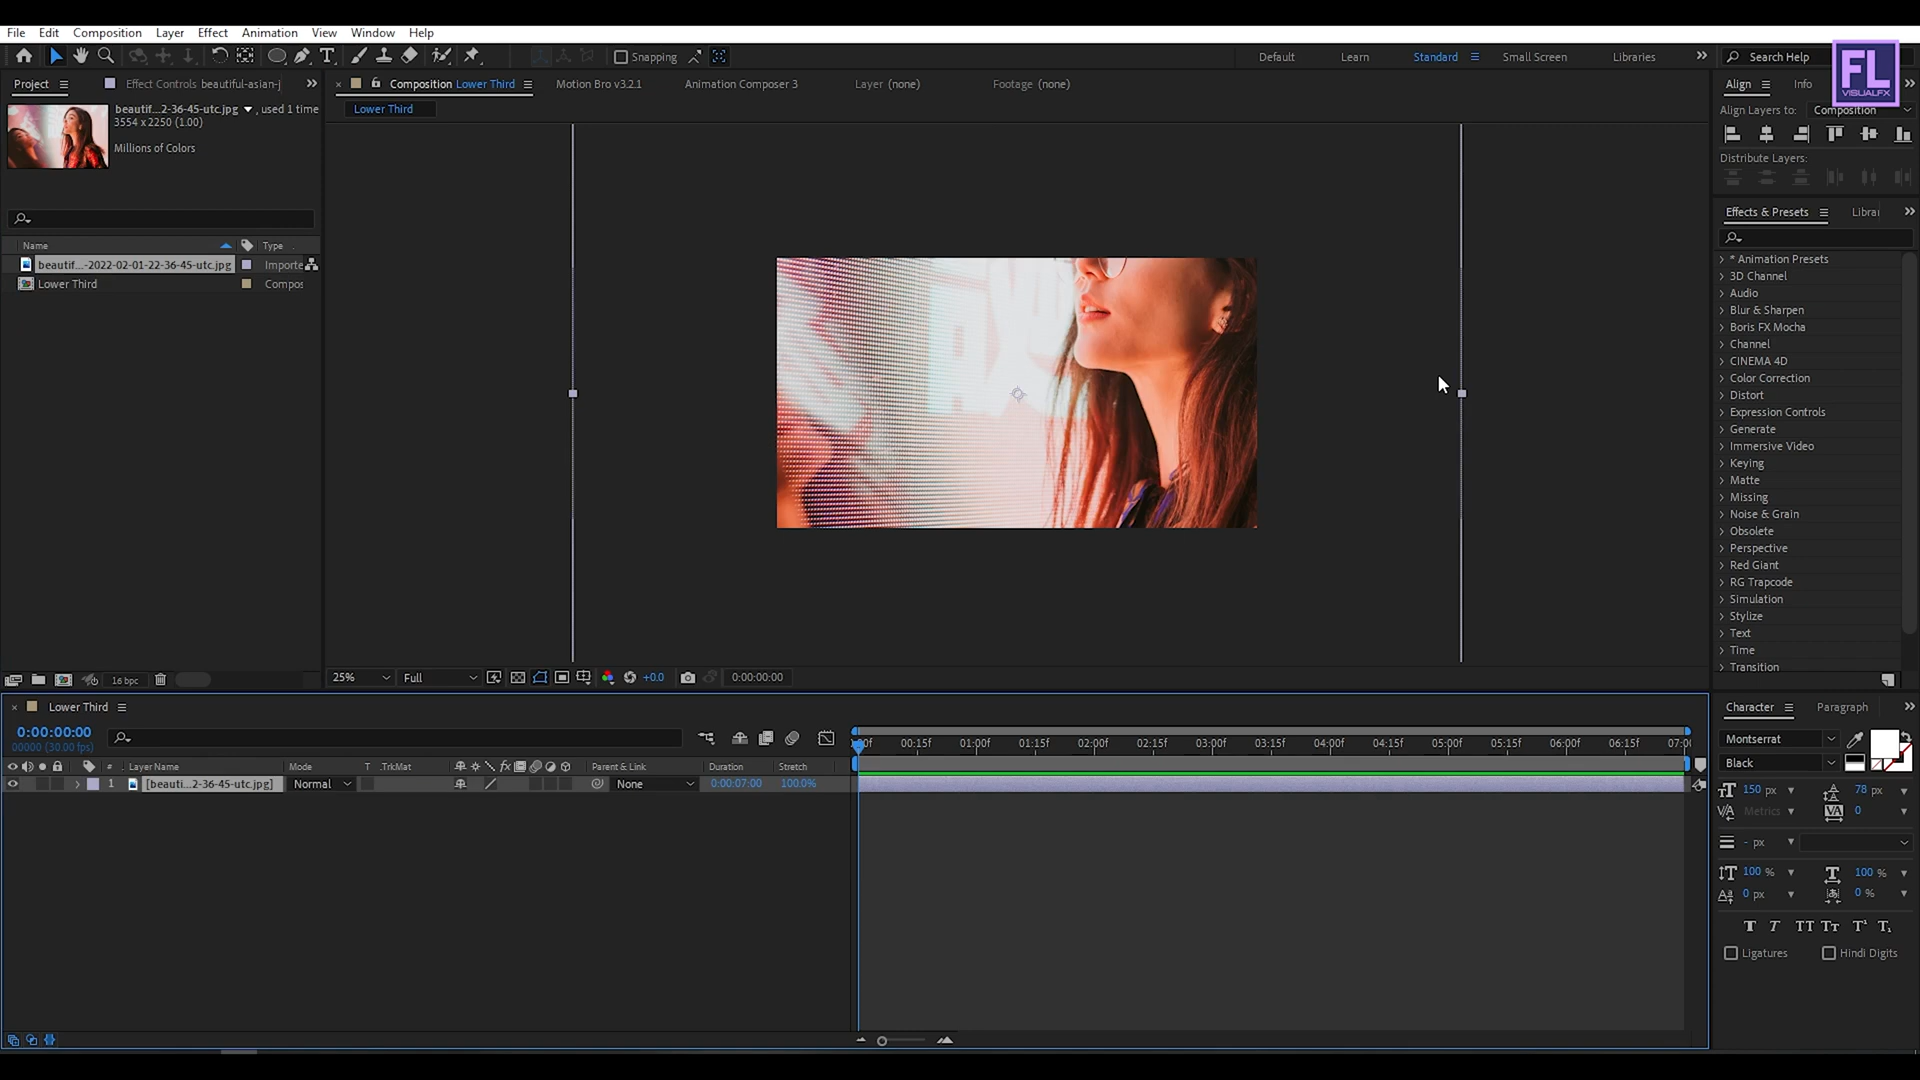 File Edit Composition Layer Effect Animation View Window Help
Snapping Default Learn Standard Small Screen Libraries Search Help
FL
VISUALFX
Project Effect Controls beautiful-asian-j
beautif...2-36-45-utc.jpg , used 1 time
3554 x 2250 (1.00)
Millions of Colors
Name Type
beautif...-2022-02-01-22-36-45-utc.jpg Importe
Lower Third Compos
16 bpc
Composition Lower Third Motion Bro v3.2.1 Animation Composer 3 Layer (none) Footage (none)
Lower Third
25% Full +0.0 0:00:00:00
Align Info
Align Layers to: Composition
Distribute Layers:
Effects & Presets Librai
* Animation Presets
3D Channel
Audio
Blur & Sharpen
Boris FX Mocha
Channel
CINEMA 4D
Color Correction
Distort
Expression Controls
Generate
Immersive Video
Keying
Matte
Missing
Noise & Grain
Obsolete
Perspective
Red Giant
RG Trapcode
Simulation
Stylize
Text
Time
Transition
Lower Third
0:00:00:00
00000 (30.00 fps)
00:15f 01:00f 01:15f 02:00f 02:15f 03:00f 03:15f 04:00f 04:15f 05:00f 05:15f 06:00f 06:15f 07:0
# Layer Name Mode T .TrkMat fx Parent & Link Duration Stretch
1 [beauti...2-36-45-utc.jpg] Normal None 0:00:07:00 100.0%
Character Paragraph
Montserrat
Black
150 px 78 px
Metrics 0
- px
100 % 100 %
0 px 0 %
T T TT Tt T¹ T₁
Ligatures Hindi Digits